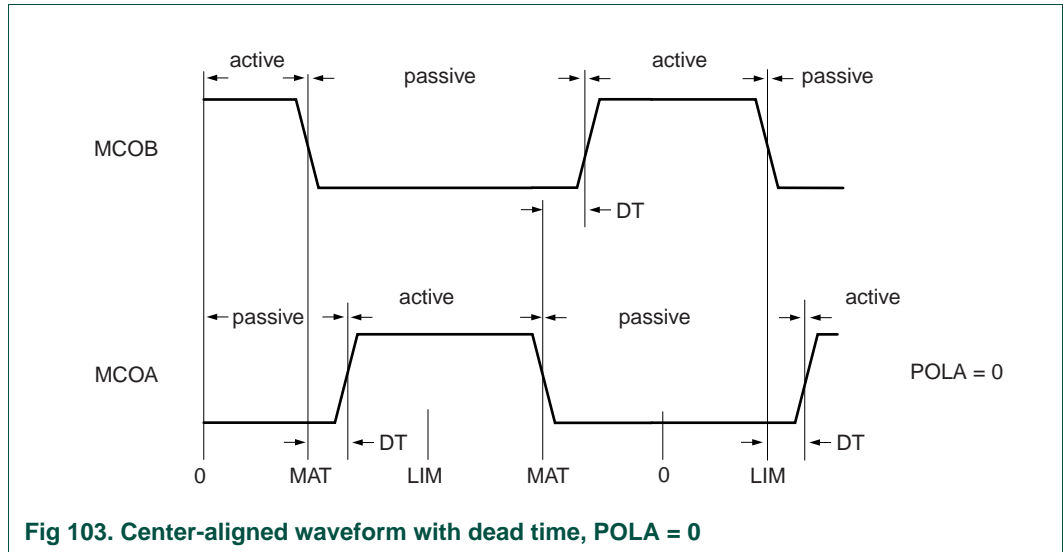 active
passive
active
passive
MCOB
DT
passive
active
passive
active
MCOA
POLA = 0
DT
DT
0
MAT
LIM
MAT
0
LIM
Fig 103. Center-aligned waveform with dead time, POLA = 0